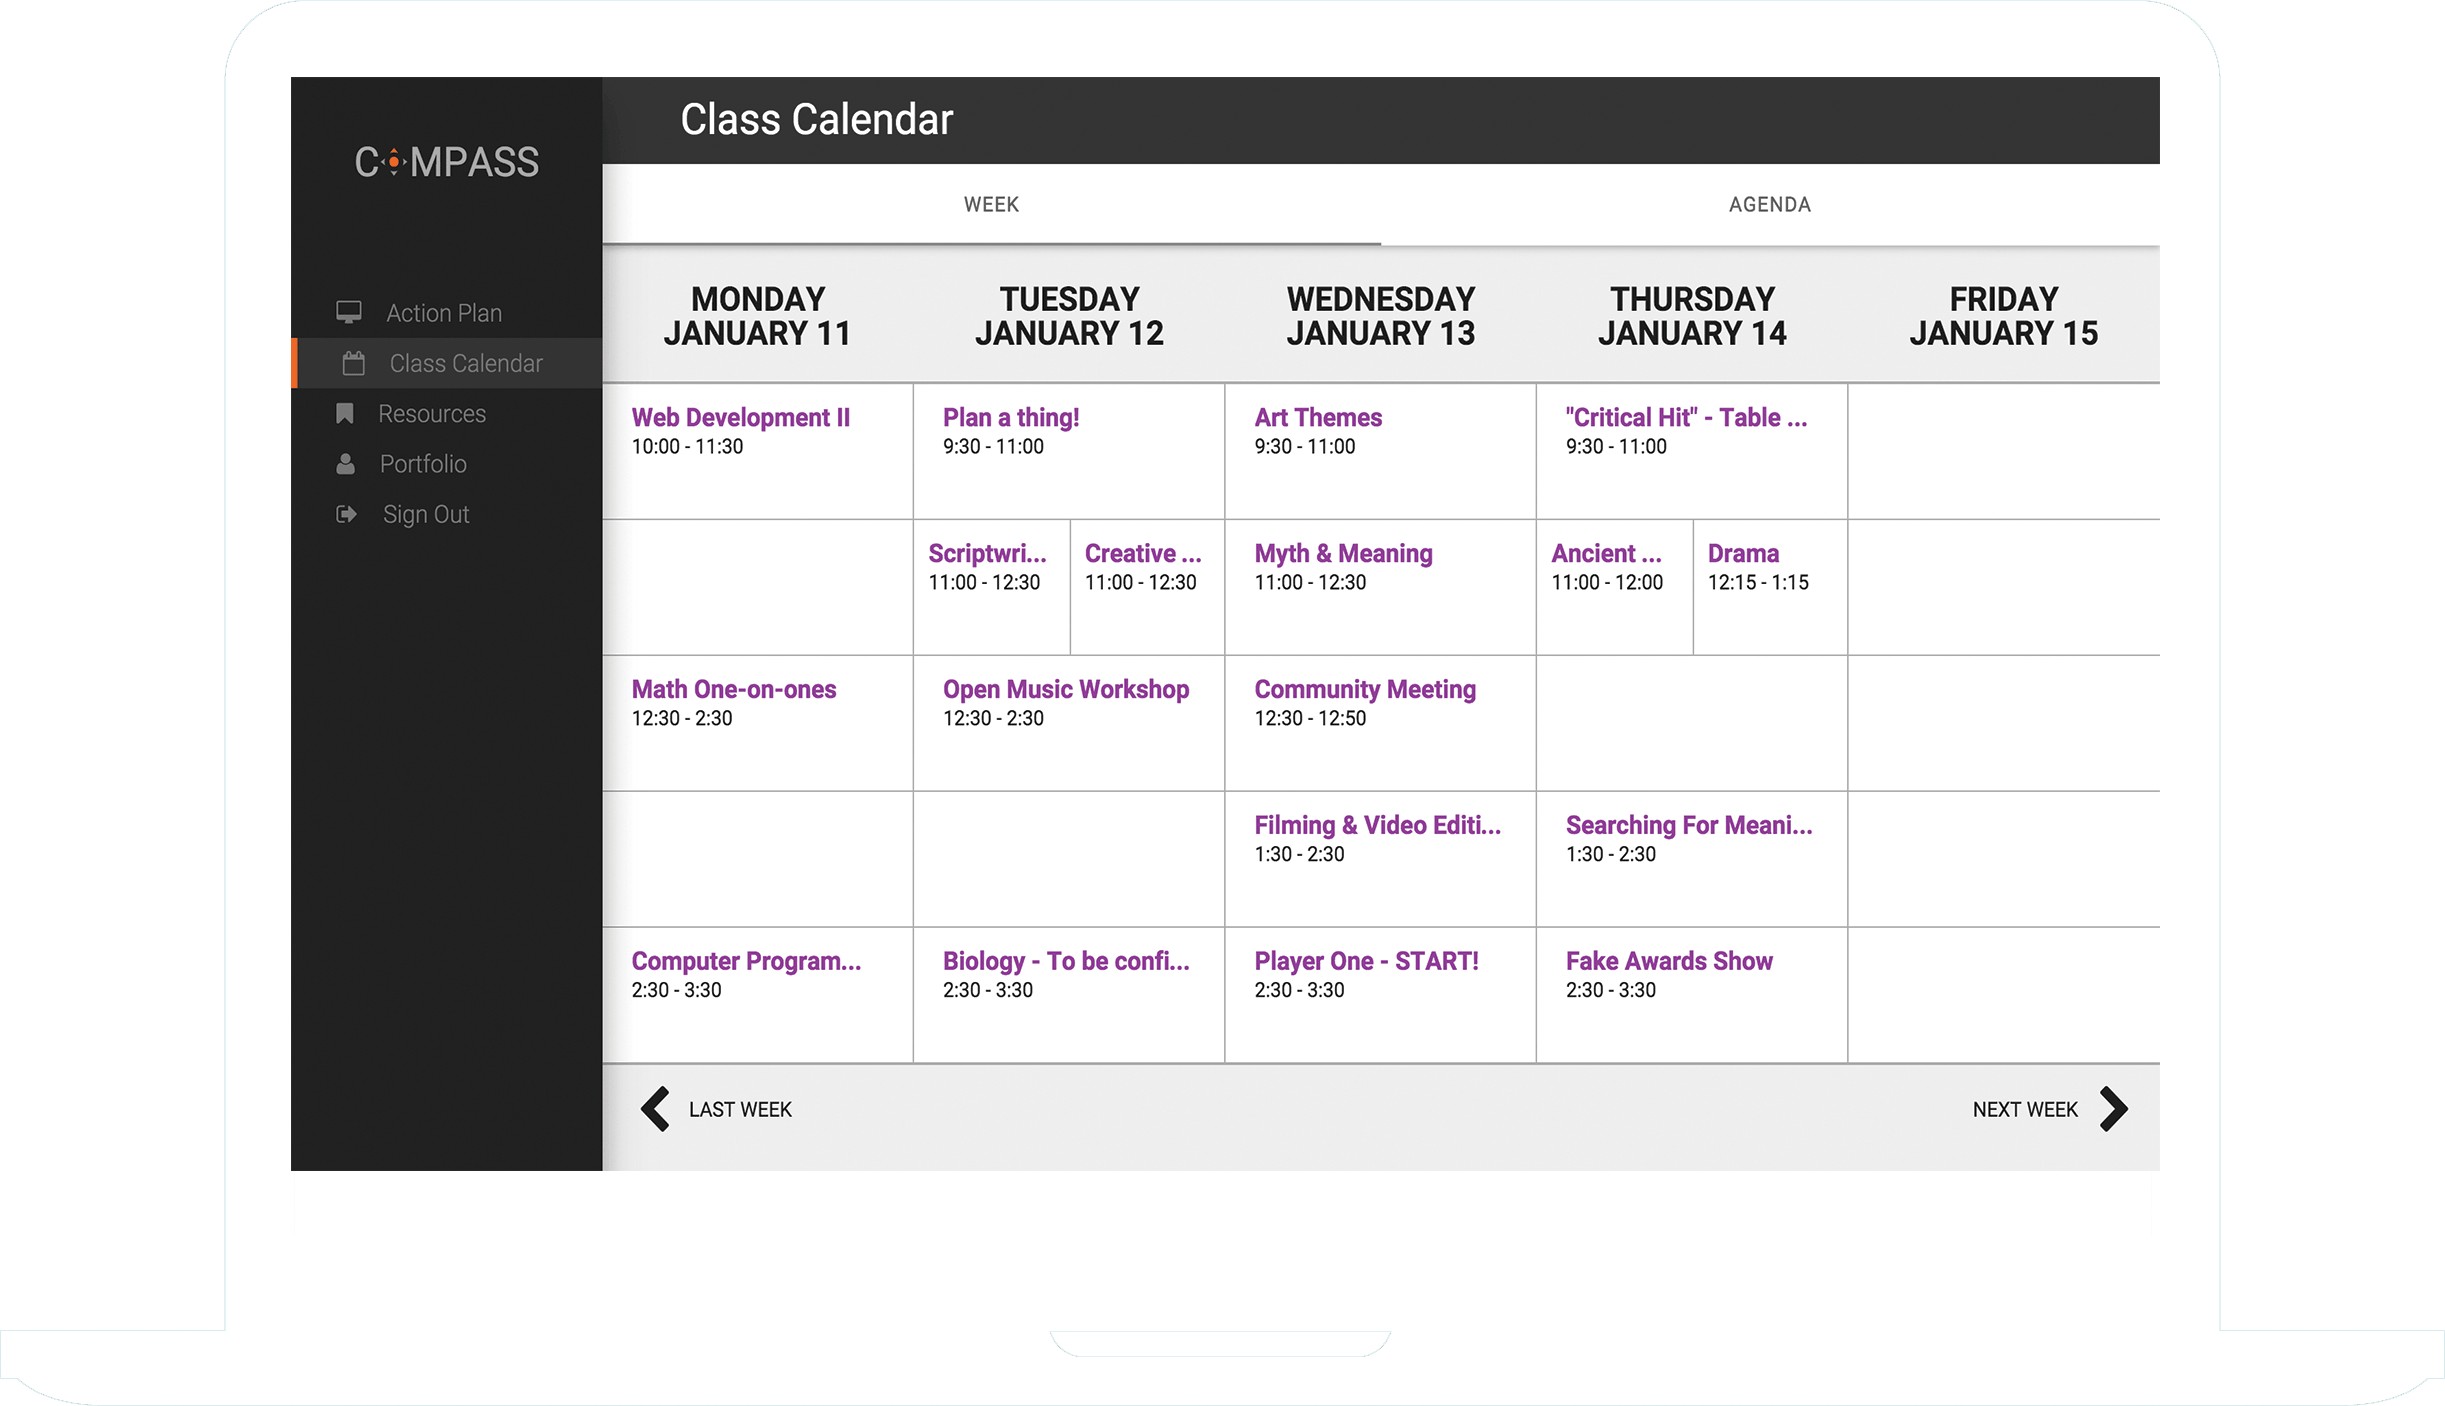 COMPASS
Action Plan
Class Calendar
Resources
Portfolio
Sign Out
Class Calendar
WEEK
AGENDA
MONDAY
JANUARY 11
TUESDAY
JANUARY 12
WEDNESDAY
JANUARY 13
THURSDAY
JANUARY 14
FRIDAY
JANUARY 15
Web Development II
10:00 - 11:30
Plan a thing!
9:30 - 11:00
Art Themes
9:30 - 11:00
"Critical Hit" - Table ...
9:30 - 11:00
Scriptwri...
11:00 - 12:30
Creative ...
11:00 - 12:30
Myth & Meaning
11:00 - 12:30
Ancient ...
11:00 - 12:00
Drama
12:15 - 1:15
Math One-on-ones
12:30 - 2:30
Open Music Workshop
12:30 - 2:30
Community Meeting
12:30 - 12:50
Filming & Video Editi...
1:30 - 2:30
Searching For Meani...
1:30 - 2:30
Computer Program...
2:30 - 3:30
Biology - To be confi...
2:30 - 3:30
Player One - START!
2:30 - 3:30
Fake Awards Show
2:30 - 3:30
LAST WEEK
NEXT WEEK